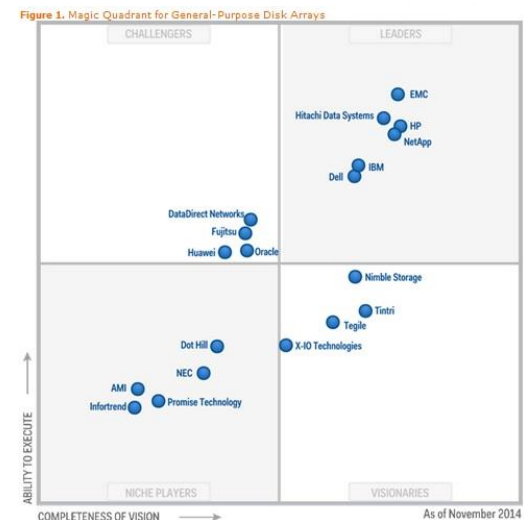 Figure 1. Magic Quadrant for General-Purpose Disk Arrays
CHALLENGERS
LEADERS
EMC
Hitachi Data Systems
HP
NetApp
IBM
Dell
DataDirect Networks
Fujitsu
Huawei
Oracle
Nimble Storage
Tintri
Tegile
X-IO Technologies
Dot Hill
NEC
AMI
Promise Technology
Infortrend
NICHE PLAYERS
VISIONARIES
ABILITY TO EXECUTE
COMPLETENESS OF VISION
As of November 2014